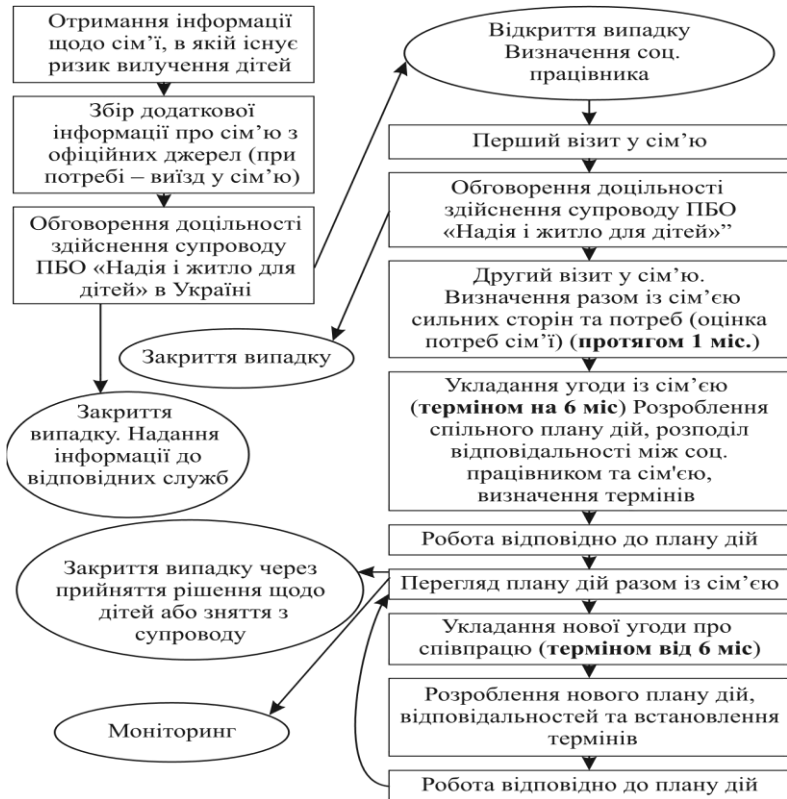 Отримання інформації
щодо сім’ї, в якій існує
ризик вилучення дітей
Збір додаткової
інформації про сім’ю з
офіційних джерел (при
потребі – виїзд у сім’ю)
Обговорення доцільності
здійснення супроводу
ПБО «Надія і житло для
дітей» в Україні
Закриття
випадку. Надання
інформації до
відповідних служб
Відкриття випадку
Визначення соц.
працівника
Перший візит у сім’ю
Обговорення доцільності
здійснення супроводу ПБО
«Надія і житло для дітей»”
Закриття випадку
Другий візит у сім’ю.
Визначення разом із сім’єю
сильних сторін та потреб (оцінка
потреб сім’ї) (протягом 1 міс.)
Укладання угоди із сім’єю
(терміном на 6 міс) Розроблення
спільного плану дій, розподіл
відповідальності між соц.
працівником та сім'єю,
визначення термінів
Робота відповідно до плану дій
Перегляд плану дій разом із сім’єю
Закриття випадку через
прийняття рішення щодо
дітей або зняття з
супроводу
Моніторинг
Укладання нової угоди про
співпрацю (терміном від 6 міс)
Розроблення нового плану дій,
відповідальностей та встановлення
термінів
Робота відповідно до плану дій